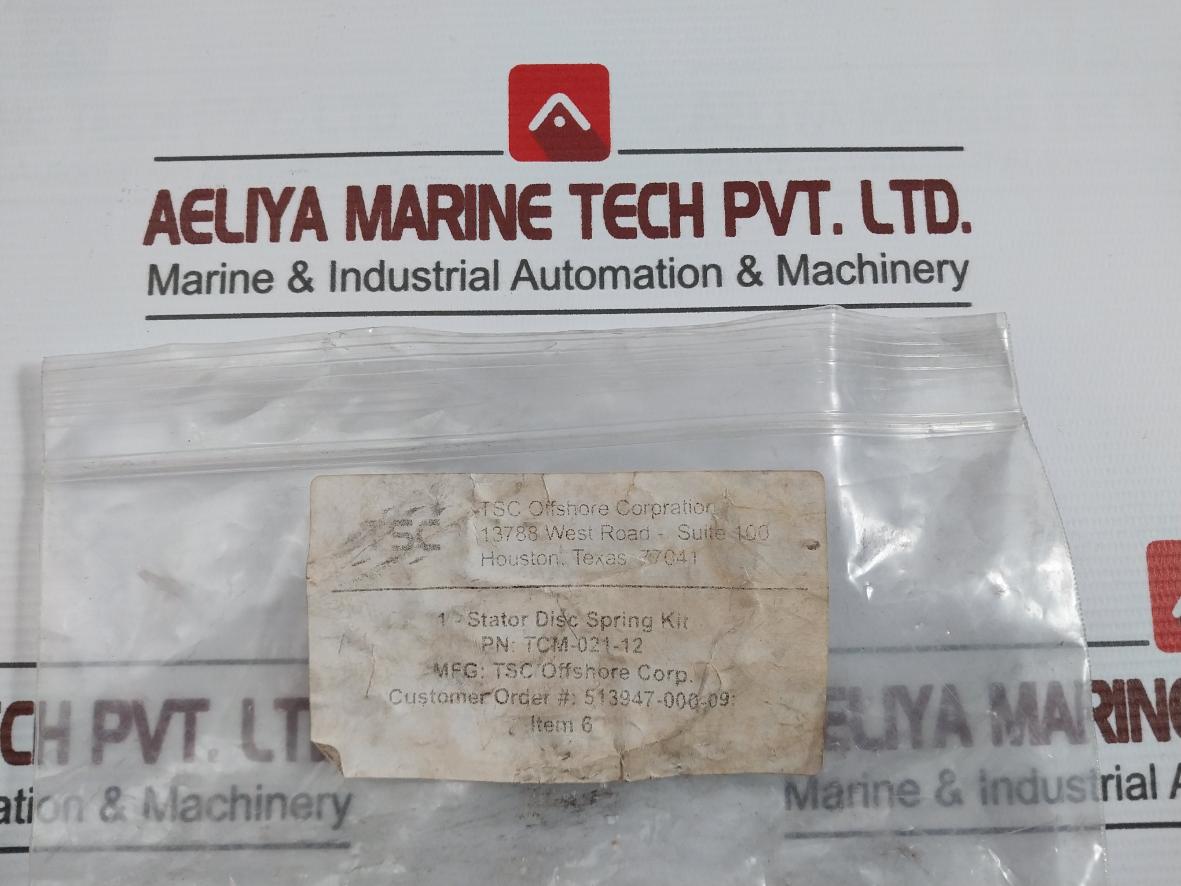 AELIYA MARINE TECH PVT. LTD.
Marine & Industrial Automation & Machinery
TSC
TSC Offshore Corpration
13788 West Road - Suite 100
Houston, Texas 77041
Stator Disc Spring Kit
PN: TCM-021-12
MFG: TSC Offshore Corp.
Customer Order #: 513947-000-09:
Item 6
CH PVT. LT
ation & Machinery
ELIYA MARINE
Marine & Industrial A